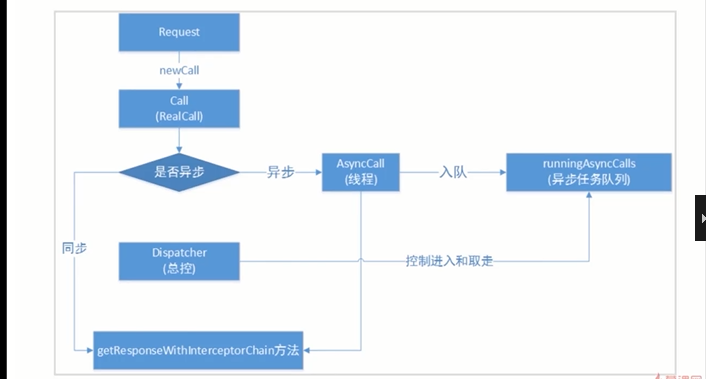 Request
newCall
Call
(RealCall)
是否异步
异步
AsyncCall
(线程)
入队
runningAsyncCalls
(异步任务队列)
同步
Dispatcher
(总控)
控制进入和取走
getResponseWithInterceptorChain方法